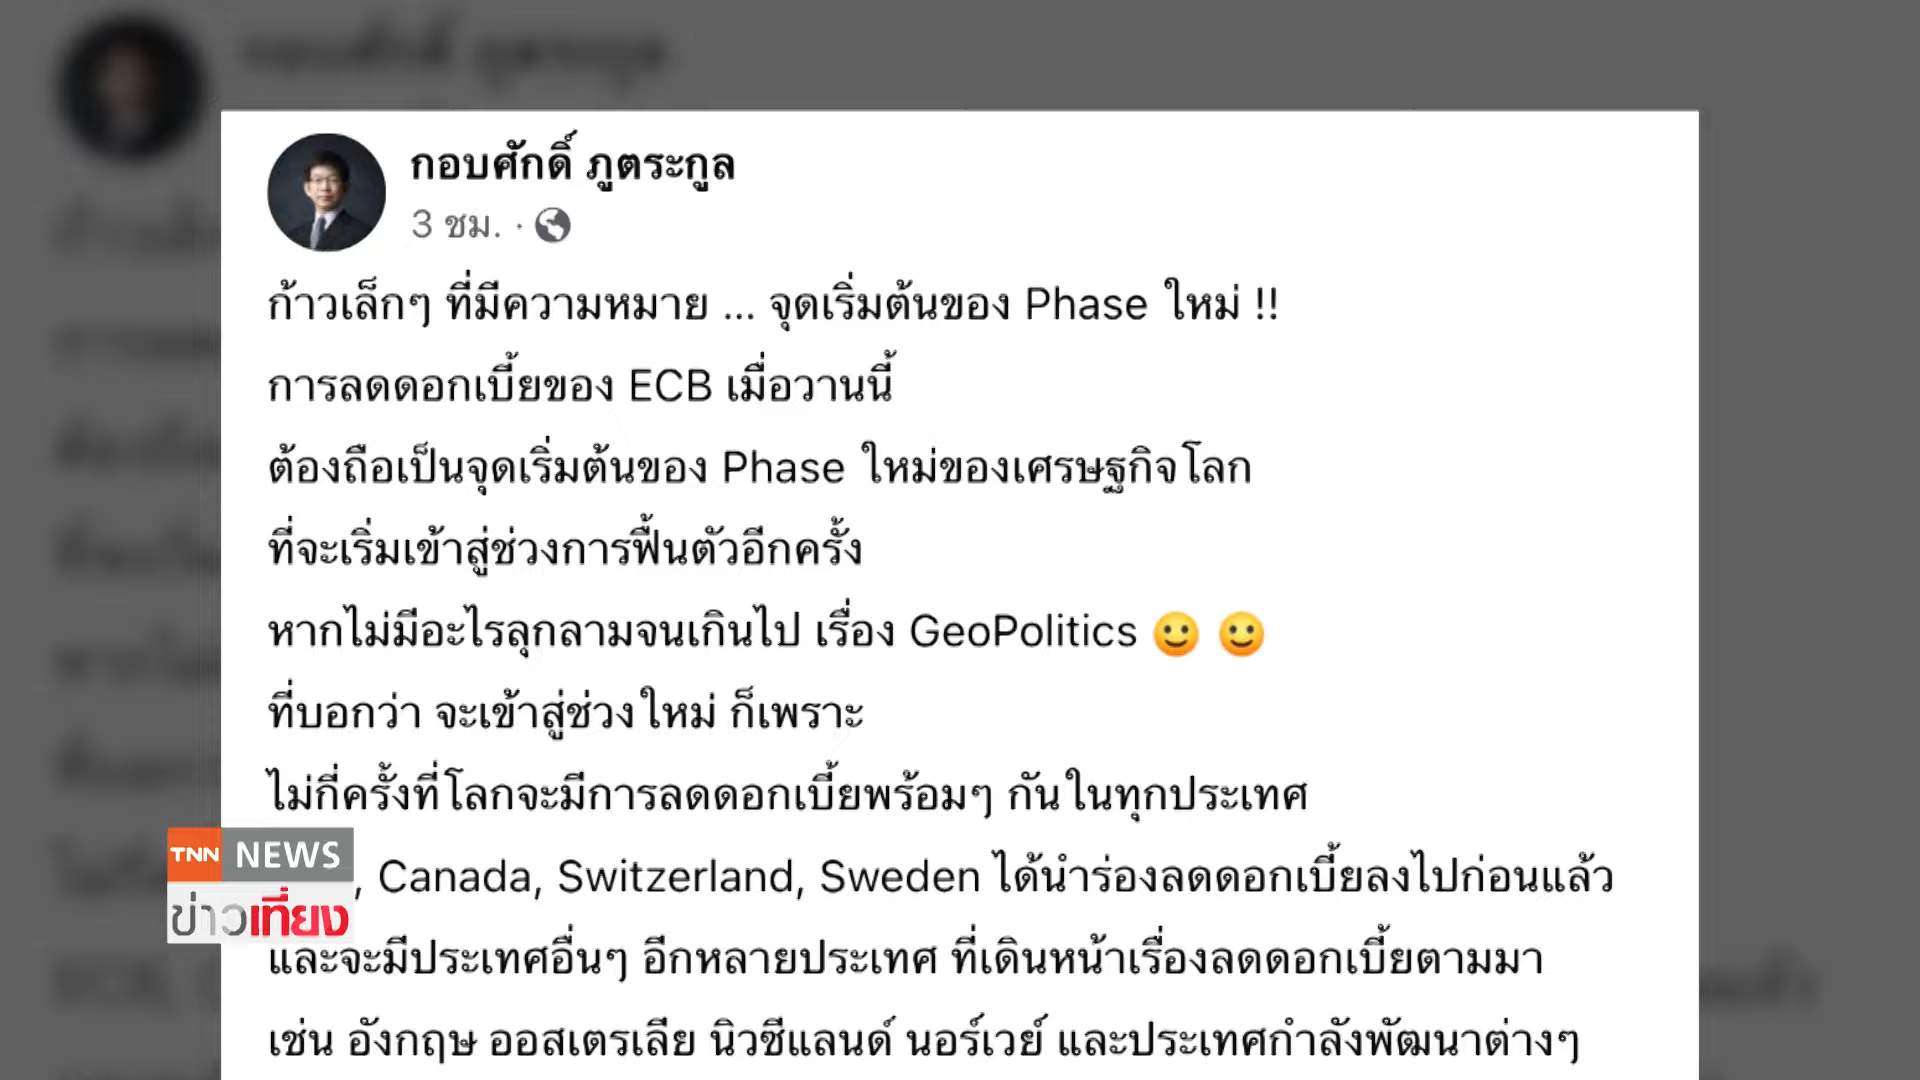 กอบศักดิ์ ภูตระกูล
3 ชม. ·
ก้าวเล็กๆ ที่มีความหมาย ... จุดเริ่มต้นของ Phase ใหม่ !!
การลดดอกเบี้ยของ ECB เมื่อวานนี้
ต้องถือเป็นจุดเริ่มต้นของ Phase ใหม่ของเศรษฐกิจโลก
ที่จะเริ่มเข้าสู่ช่วงการฟื้นตัวอีกครั้ง
หากไม่มีอะไรลุกลามจนเกินไป เรื่อง GeoPolitics 🙂 🙂
ที่บอกว่า จะเข้าสู่ช่วงใหม่ ก็เพราะ
ไม่กี่ครั้งที่โลกจะมีการลดดอกเบี้ยพร้อมๆ กันในทุกประเทศ
, Canada, Switzerland, Sweden ได้นำร่องลดดอกเบี้ยลงไปก่อนแล้ว
และจะมีประเทศอื่นๆ อีกหลายประเทศ ที่เดินหน้าเรื่องลดดอกเบี้ยตามมา
เช่น อังกฤษ ออสเตรเลีย นิวซีแลนด์ นอร์เวย์ และประเทศกำลังพัฒนาต่างๆ
TNN NEWS
ข่าวเที่ยง